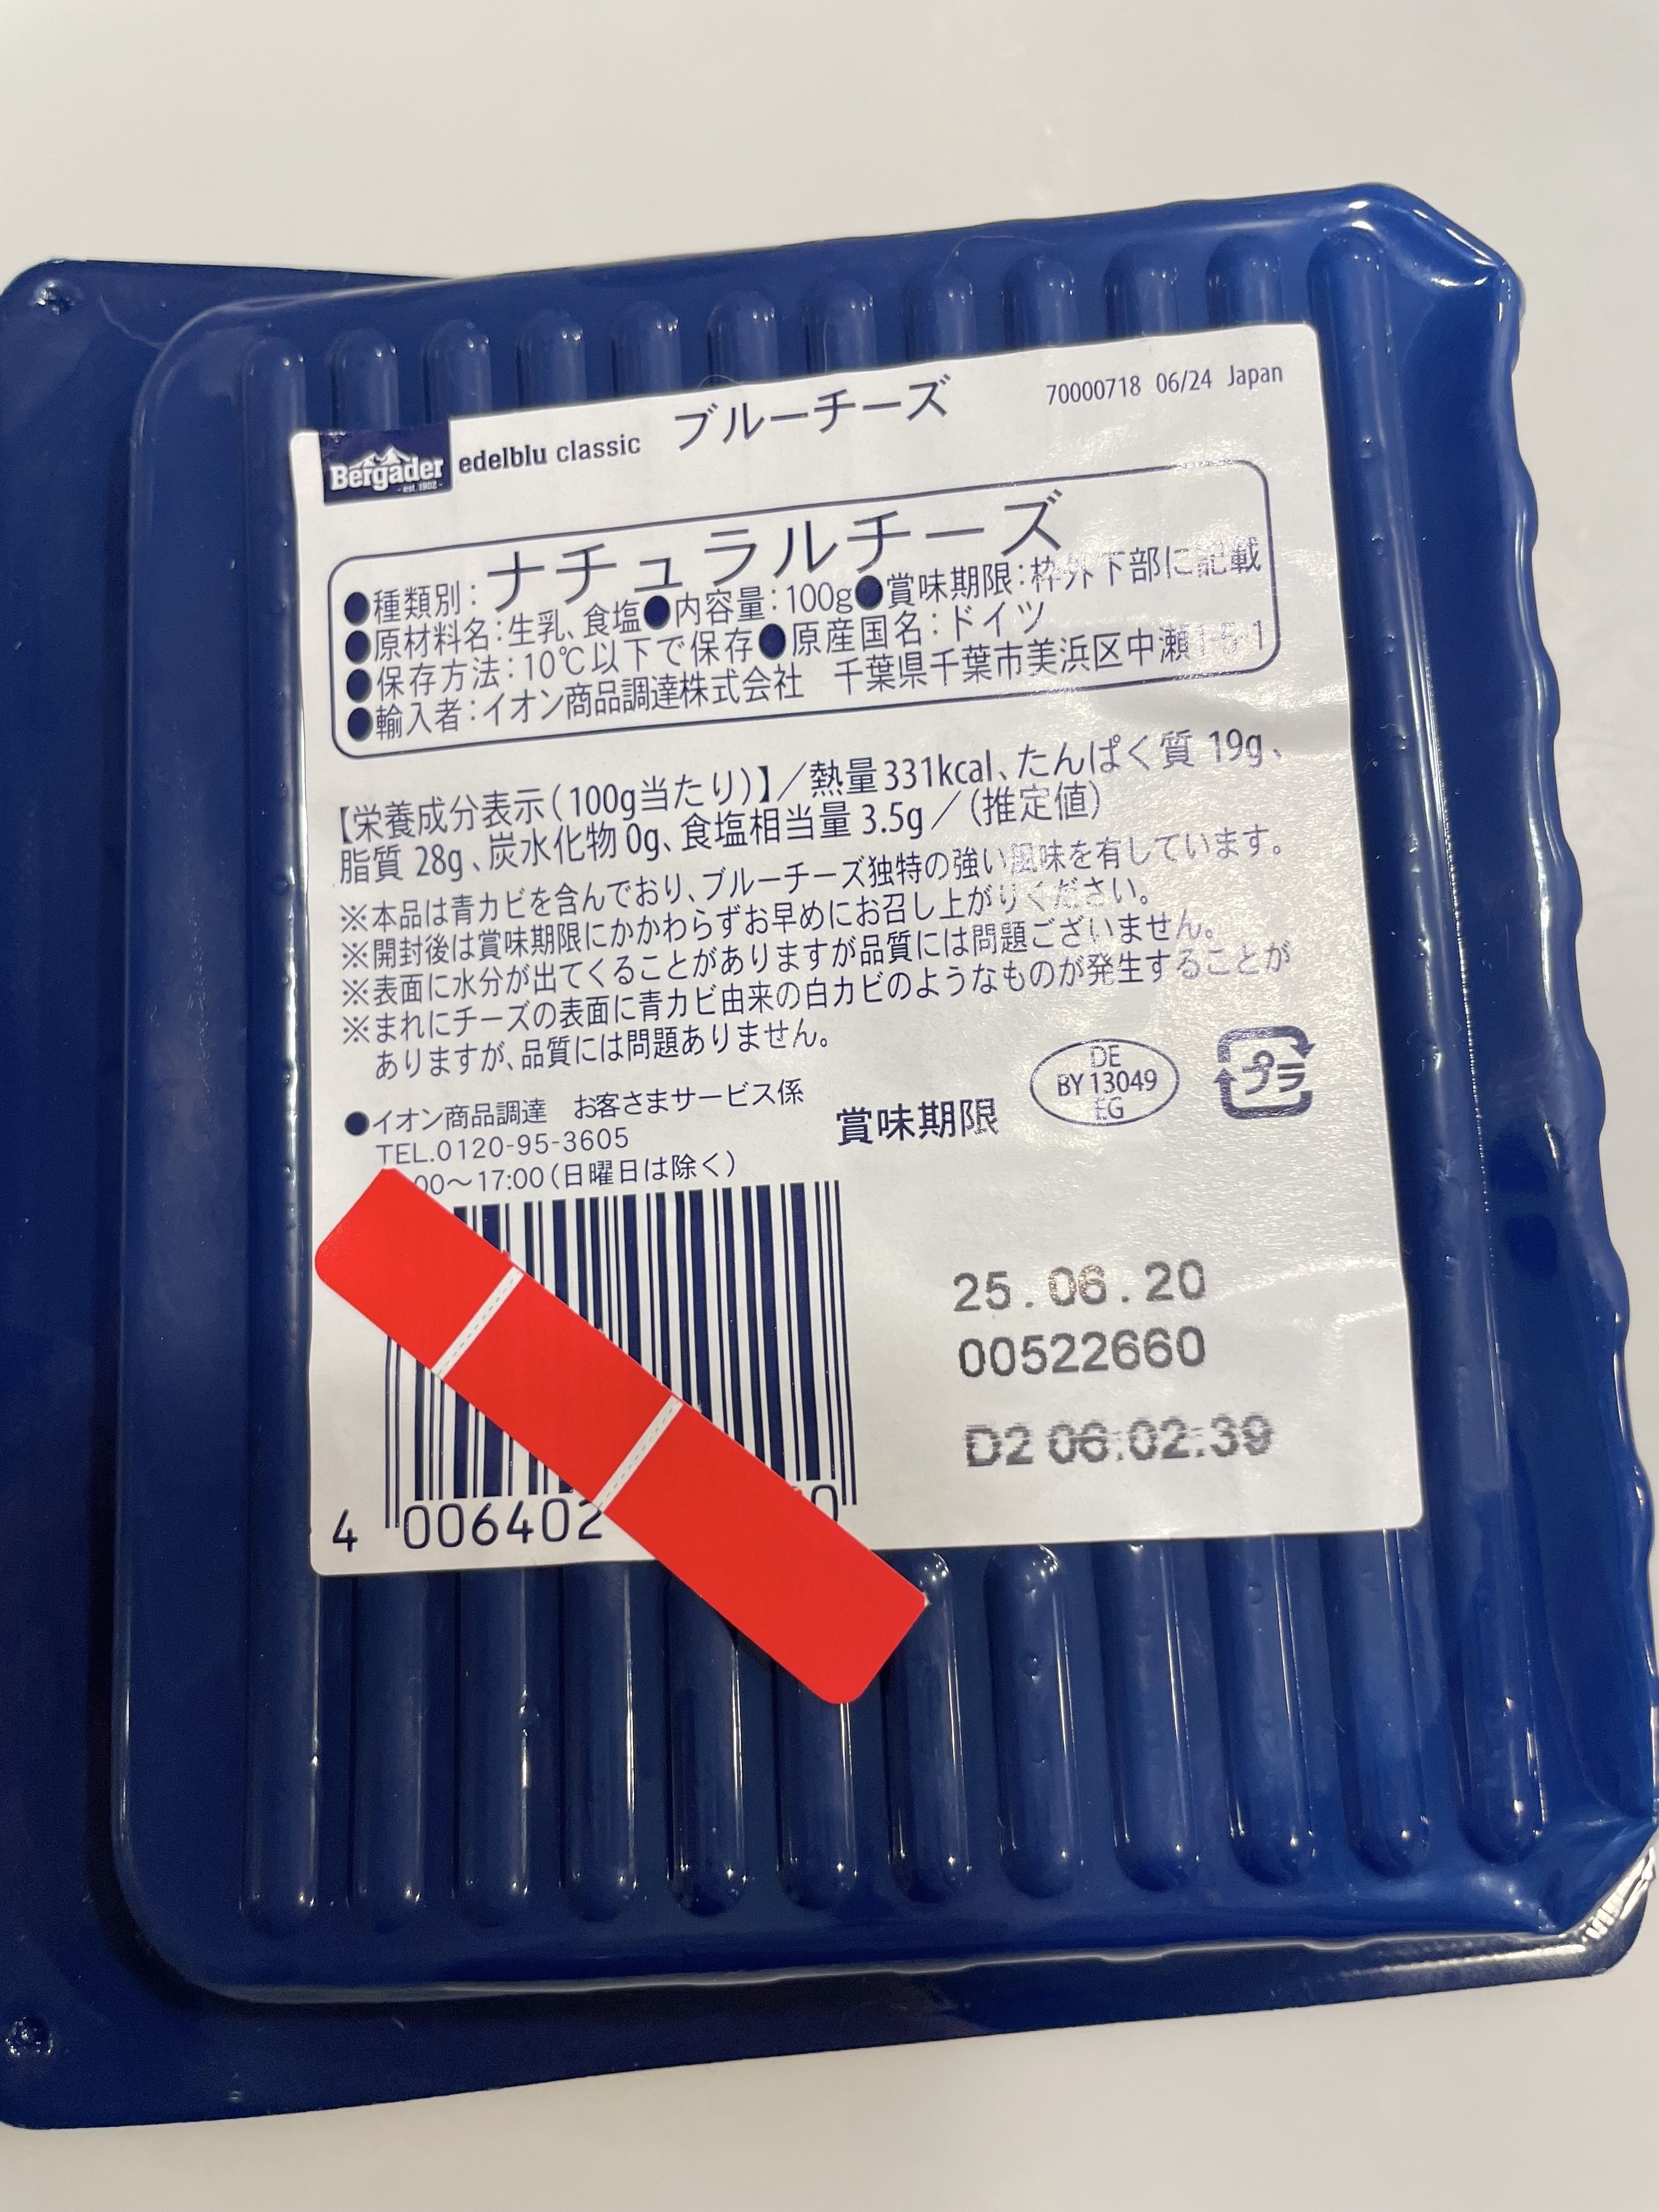 Bergader
- est. 1902 -
edelblu classic ブルーチーズ
70000718 06/24 Japan
●種類別：ナチュラルチーズ
●原材料名：生乳、食塩●内容量：100g●賞味期限：枠外下部に記載
●保存方法：10℃以下で保存●原産国名：ドイツ
●輸入者：イオン商品調達株式会社 千葉県千葉市美浜区中瀬1-5-1
【栄養成分表示(100g当たり)】／熱量331kcal、たんぱく質 19g、
脂質 28g、炭水化物 0g、食塩相当量 3.5g／(推定値)
※本品は青カビを含んでおり、ブルーチーズ独特の強い風味を有しています。
※開封後は賞味期限にかかわらずお早めにお召し上がりください。
※表面に水分が出てくることがありますが品質には問題ございません。
※まれにチーズの表面に青カビ由来の白カビのようなものが発生することが
ありますが、品質には問題ありません。
●イオン商品調達 お客さまサービス係
TEL.0120-95-3605
00～17:00(日曜日は除く)
賞味期限
DE
BY 13049
EG
プラ
25.06.20
00522660
D2 06:02:39
4 006402 0